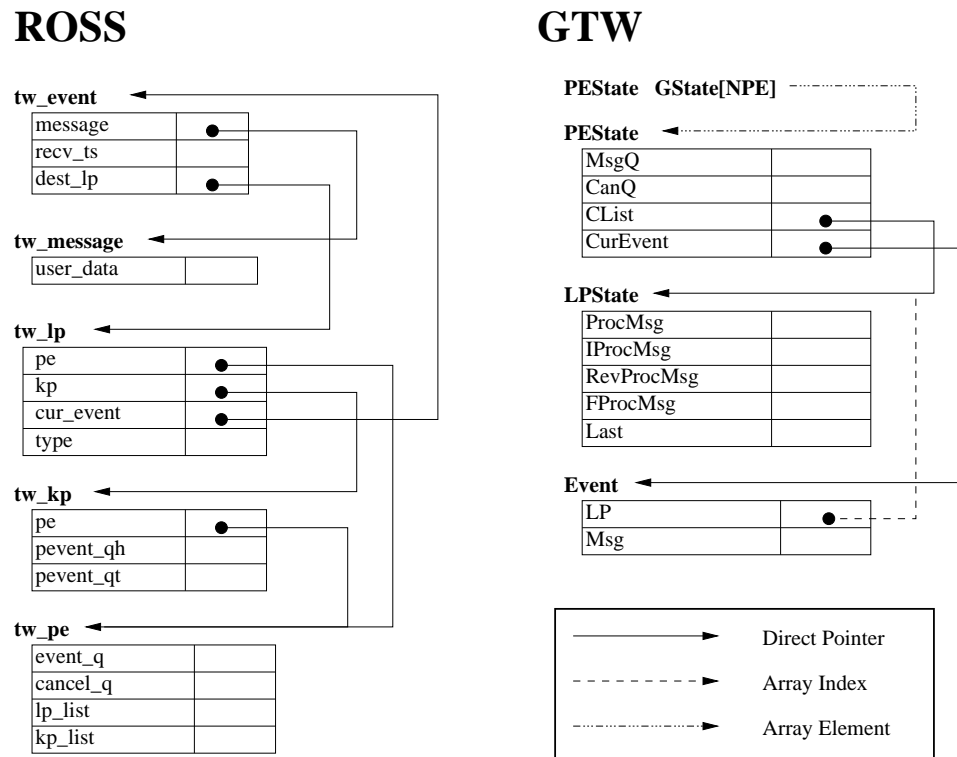 ROSS
tw_event
message
recv_ts
dest_lp
tw_message
user_data
tw_lp
pe
kp
cur_event
type
tw_kp
pe
pevent_qh
pevent_qt
tw_pe
event_q
cancel_q
lp_list
kp_list
GTW
PEState GState[NPE]
PEState
MsgQ
CanQ
CList
CurEvent
LPState
ProcMsg
IProcMsg
RevProcMsg
FProcMsg
Last
Event
LP
Msg
Direct Pointer
Array Index
Array Element